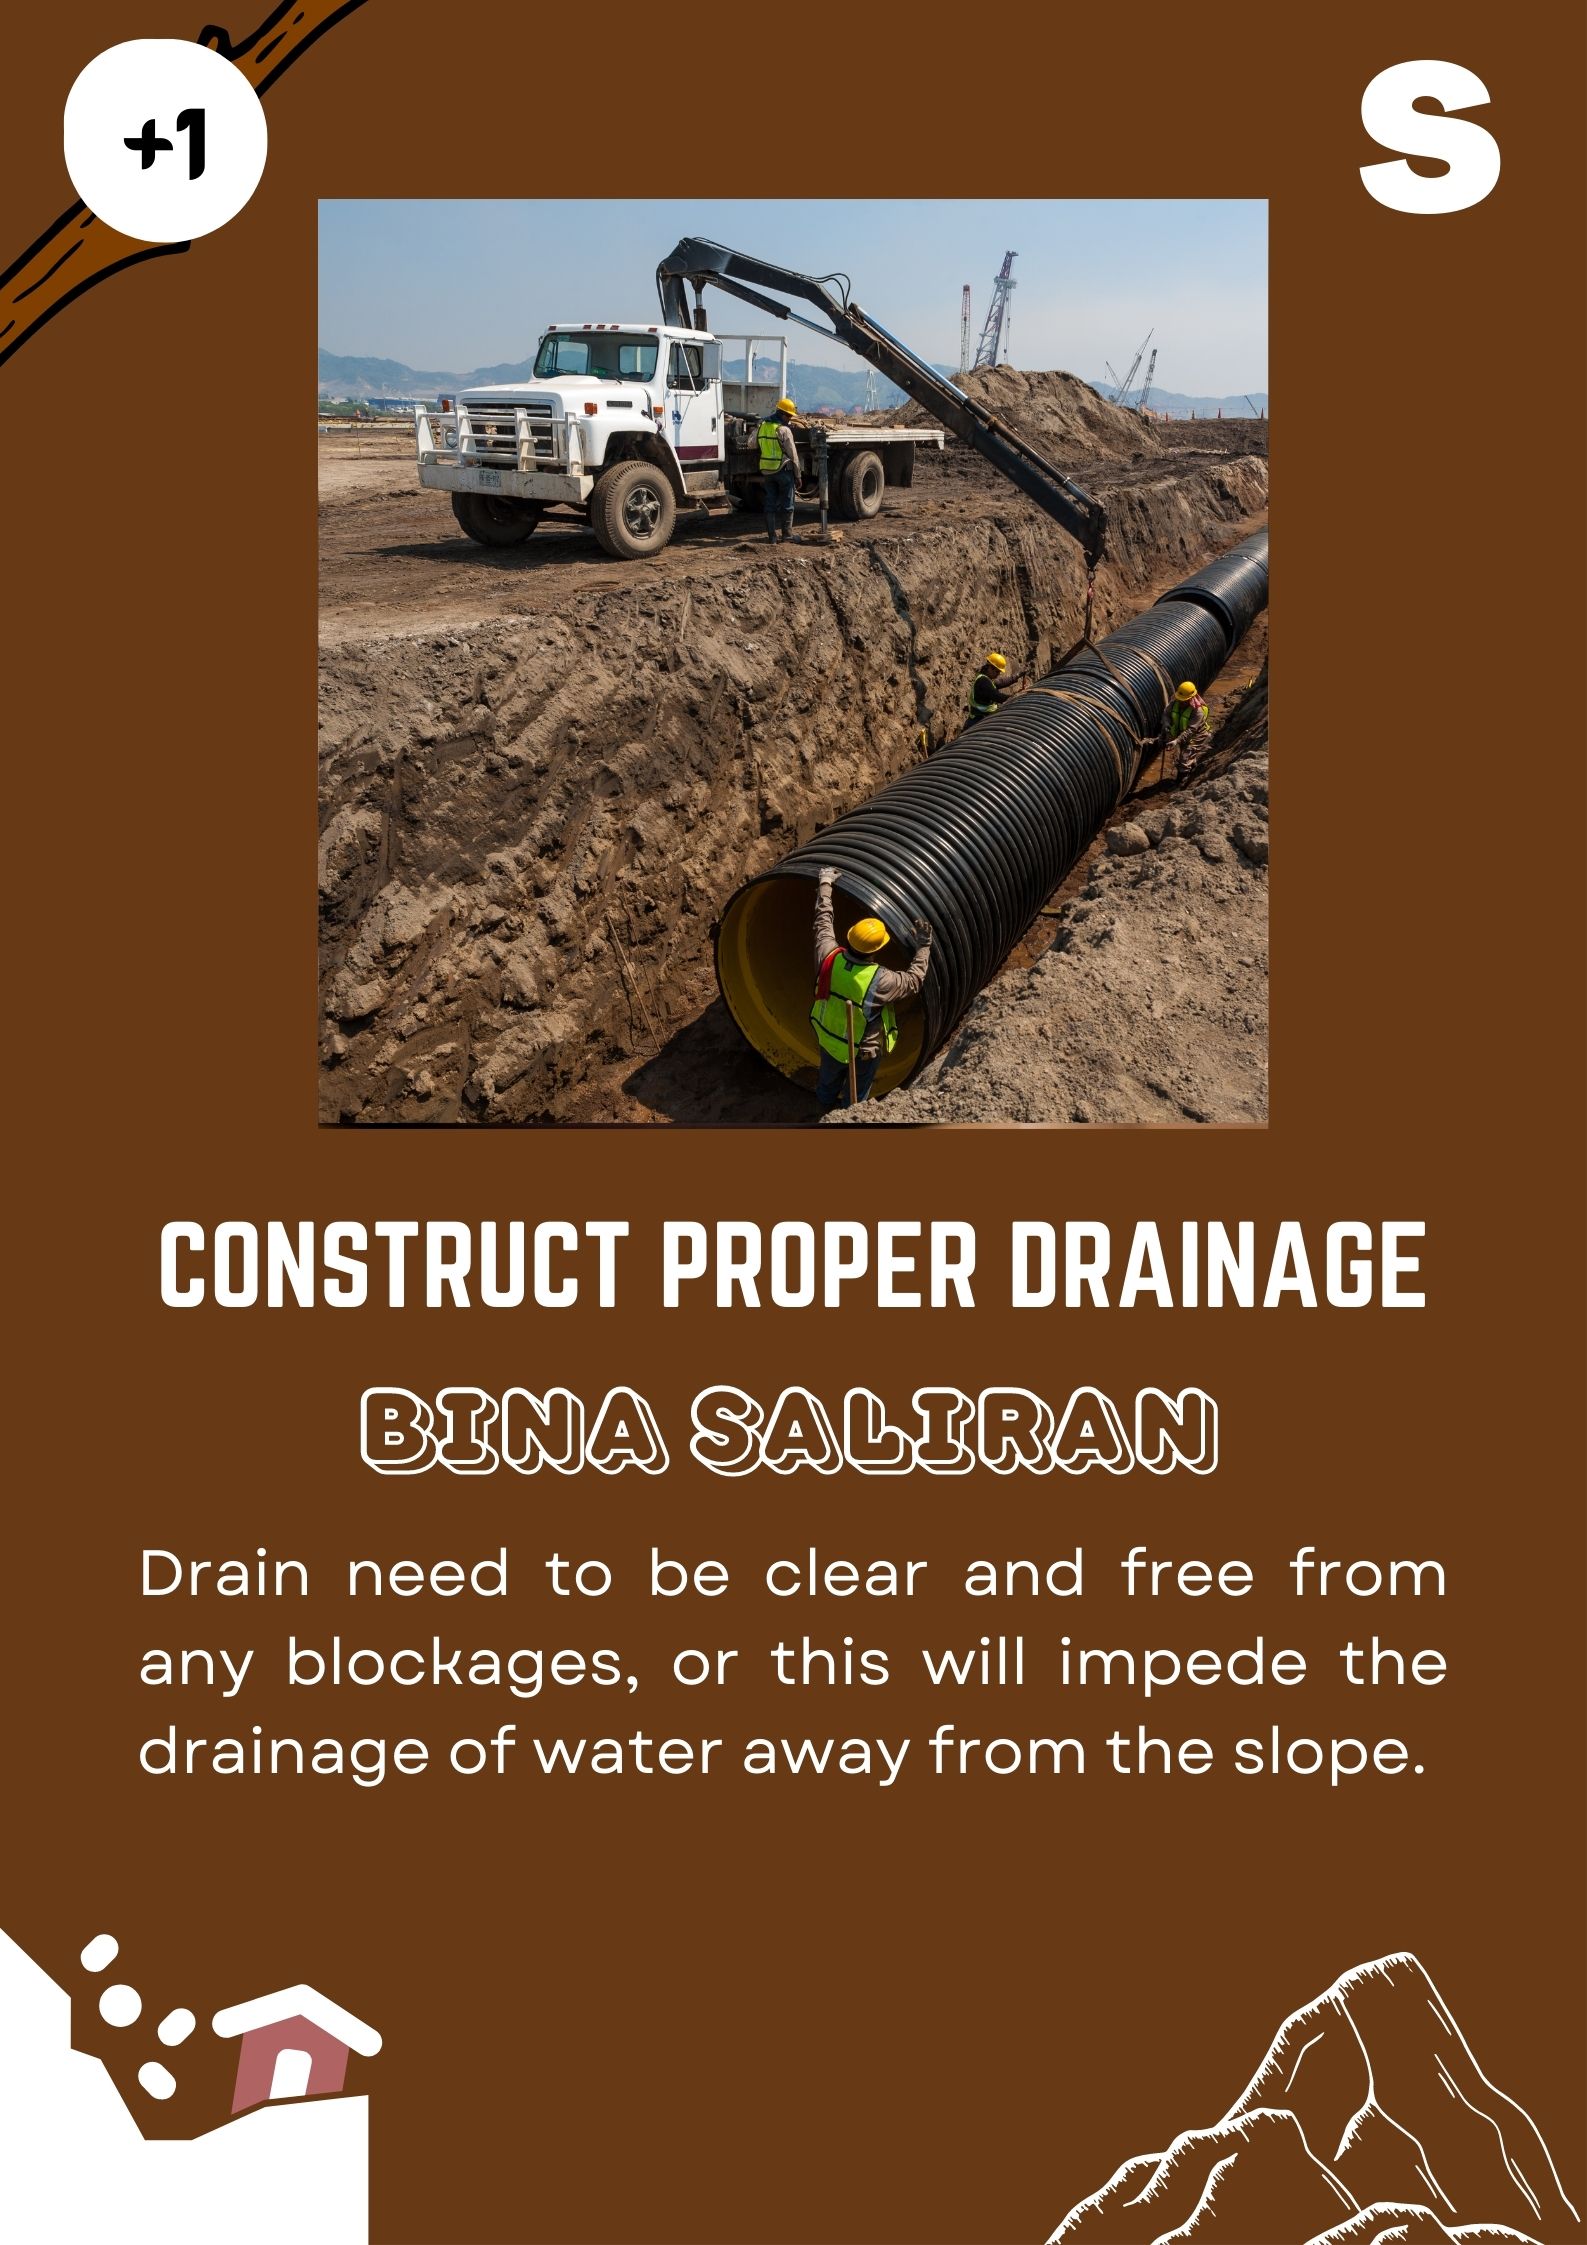 +1
S
CONSTRUCT PROPER DRAINAGE
BINA SALIRAN
Drain need to be clear and free from
any blockages, or this will impede the
drainage of water away from the slope.